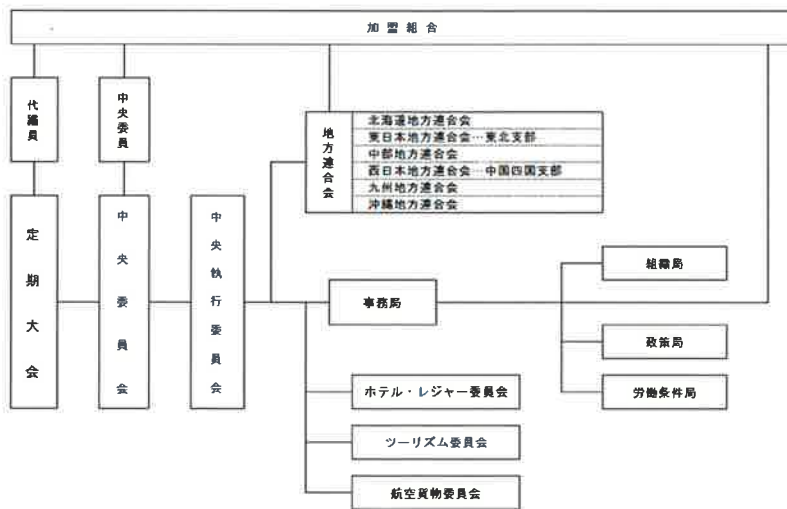 加盟組合
代議員
中央委員
地方連合会
北海道地方連合会
東日本地方連合会…東北支部
中部地方連合会
西日本地方連合会…中国四国支部
九州地方連合会
沖縄地方連合会
定期大会
中央委員会
中央執行委員会
事務局
組織局
政策局
労働条件局
ホテル・レジャー委員会
ツーリズム委員会
航空貨物委員会